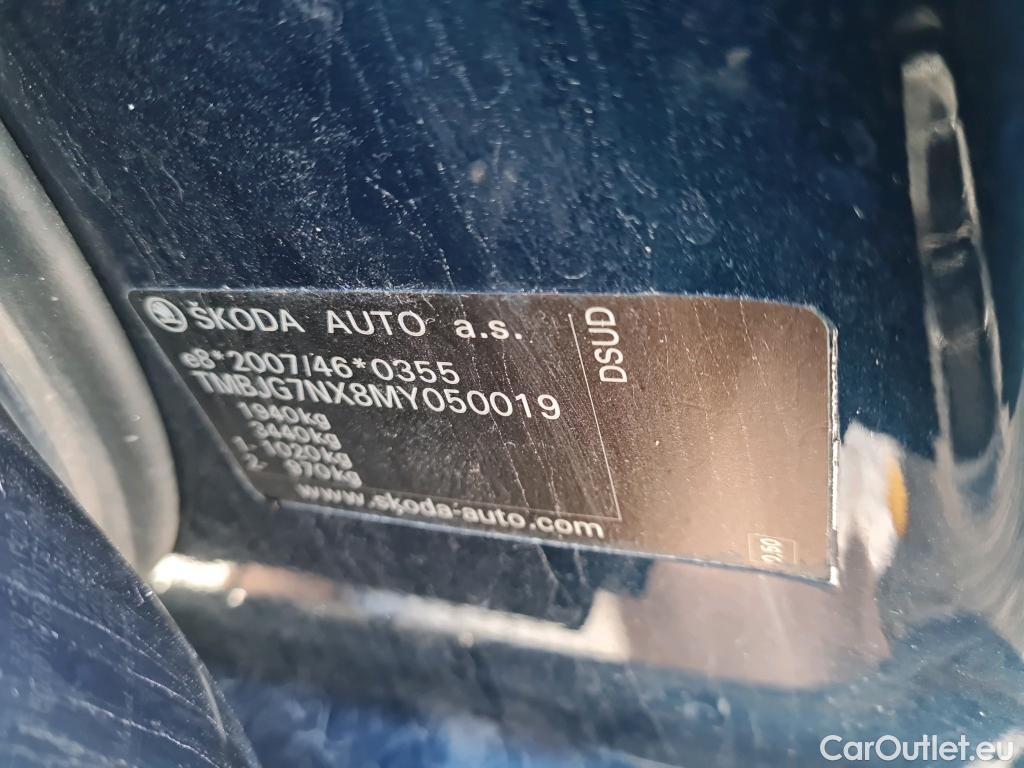 ŠKODA AUTO a.s.
e8*2007/46*0355
TMBJG7NX8MY050019
1940kg
3440kg
1. 1020kg
2. 970kg
www.skoda-auto.com
DSUD
0,50
CarOutlet.eu